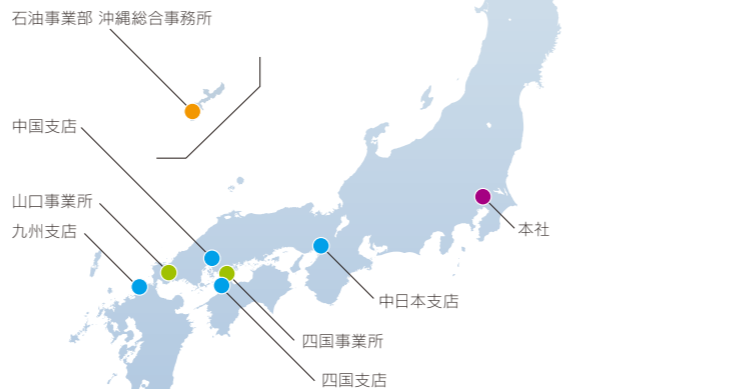 石油事業部 沖縄総合事務所
中国支店
山口事業所
九州支店
本社
中日本支店
四国事業所
四国支店